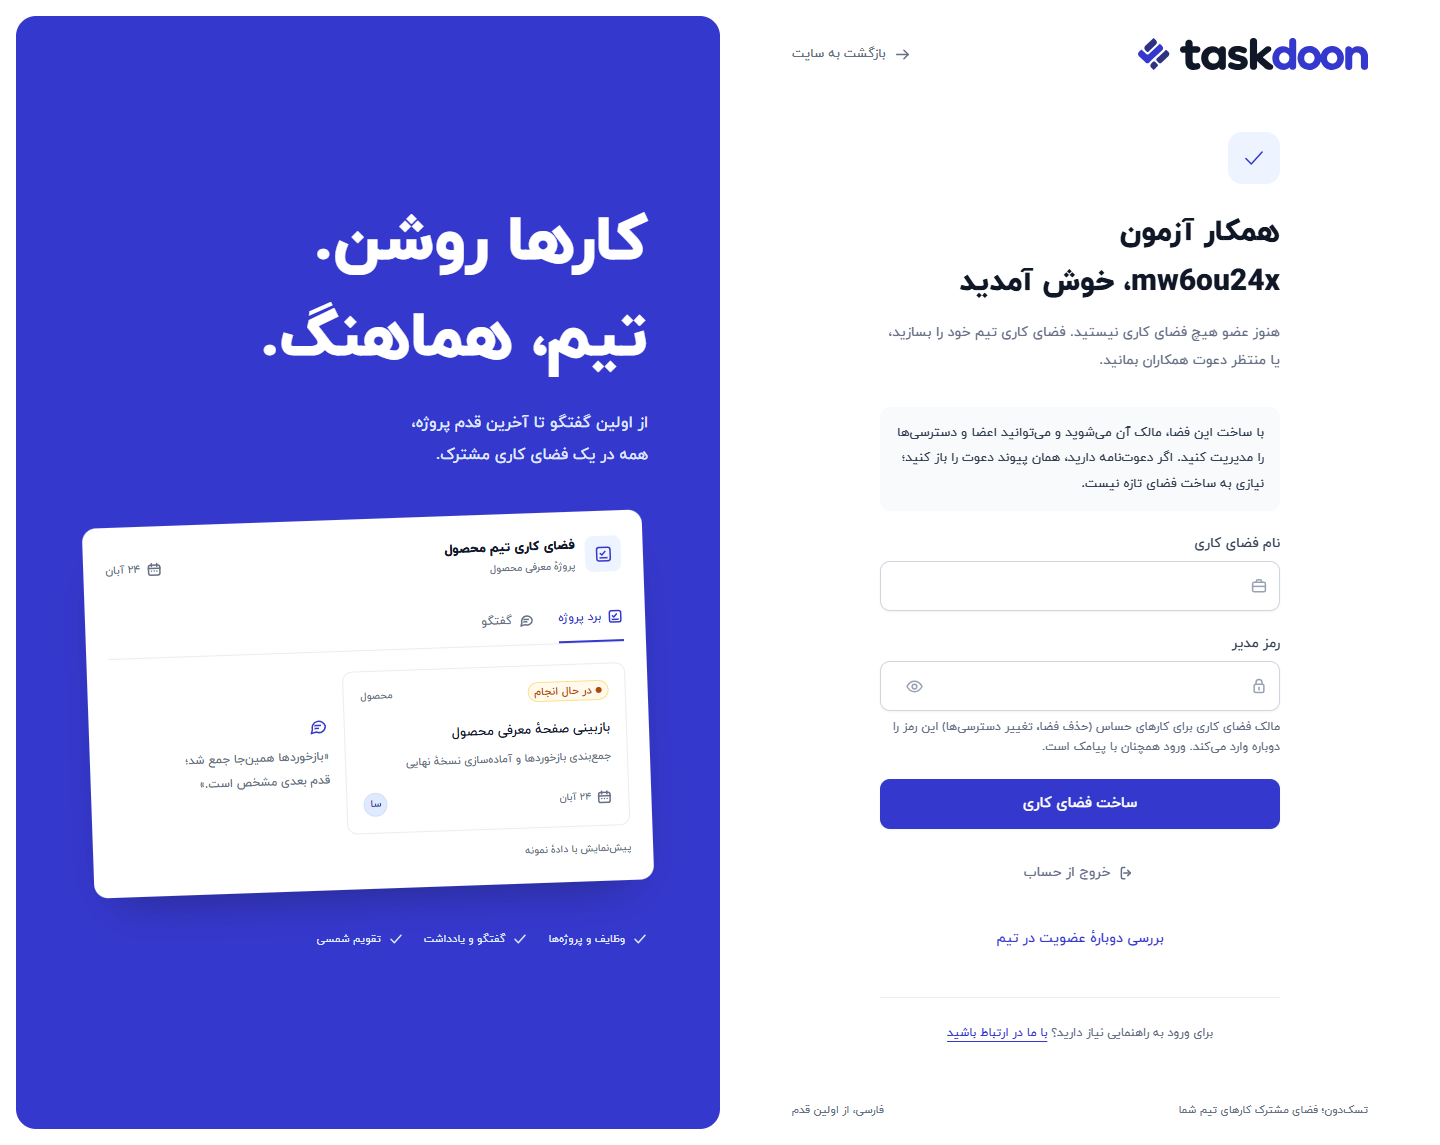 taskdoon
بازگشت به سایت
همکار آزمون
mw6ou24x، خوش آمدید
هنوز عضو هیچ فضای کاری نیستید. فضای کاری تیم خود را بسازید،
یا منتظر دعوت همکاران بمانید.
با ساخت این فضا، مالک آن می‌شوید و می‌توانید اعضا و دسترسی‌ها
را مدیریت کنید. اگر دعوت‌نامه دارید، همان پیوند دعوت را باز کنید؛
نیازی به ساخت فضای تازه نیست.
نام فضای کاری
رمز مدیر
مالک فضای کاری برای کارهای حساس (حذف فضا، تغییر دسترسی‌ها) این رمز را
دوباره وارد می‌کند. ورود همچنان با پیامک است.
ساخت فضای کاری
خروج از حساب
بررسی دوبارهٔ عضویت در تیم
برای ورود به راهنمایی نیاز دارید؟ با ما در ارتباط باشید
تسک‌دون؛ فضای مشترک کارهای تیم شما
فارسی، از اولین قدم
کارها روشن.
تیم، هماهنگ.
از اولین گفتگو تا آخرین قدم پروژه،
همه در یک فضای کاری مشترک.
فضای کاری تیم محصول
پروژهٔ معرفی محصول
۲۴ آبان
برد پروژه
گفتگو
در حال انجام
محصول
بازبینی صفحهٔ معرفی محصول
جمع‌بندی بازخوردها و آماده‌سازی نسخهٔ نهایی
۲۴ آبان
سا
«بازخوردها همین‌جا جمع شد؛
قدم بعدی مشخص است.»
پیش‌نمایش با دادهٔ نمونه
وظایف و پروژه‌ها
گفتگو و یادداشت
تقویم شمسی